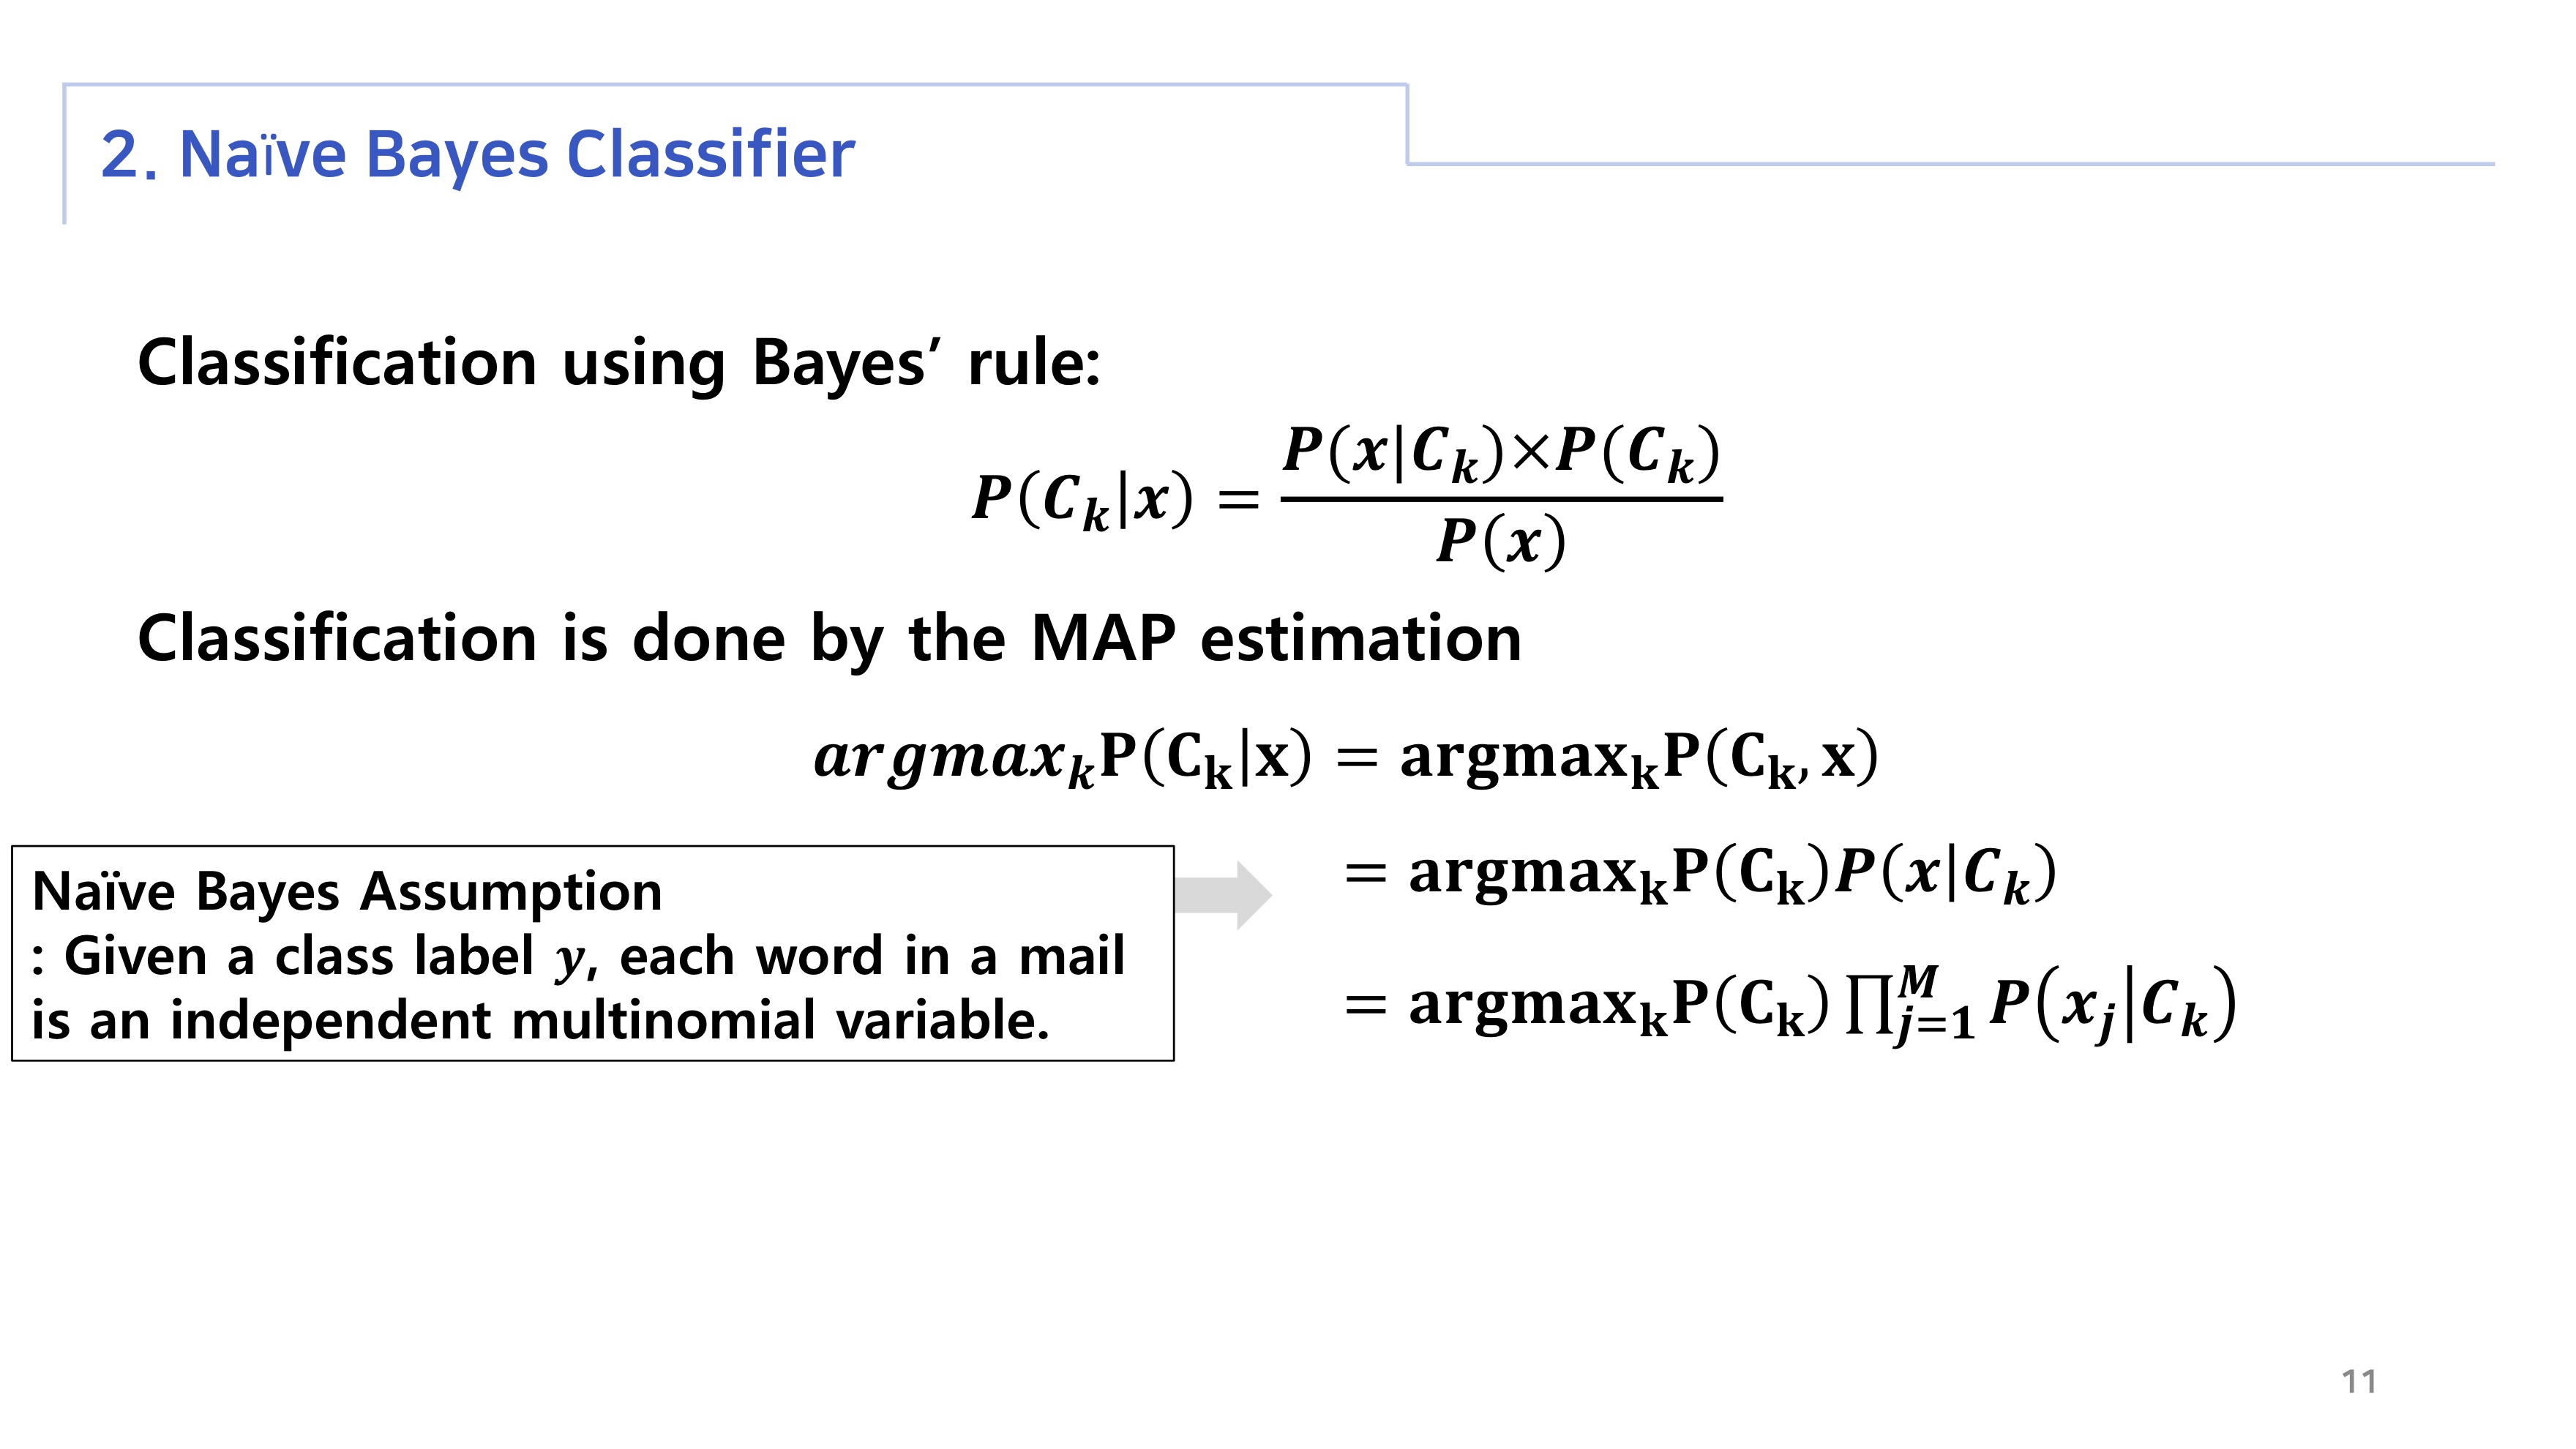 2. Naïve Bayes Classifier
Classification using Bayes’ rule:
P(C_k|x) = \frac{P(x|C_k)×P(C_k)}{P(x)}
Classification is done by the MAP estimation
argmax_k P(C_k|x) = argmax_k P(C_k, x)
= argmax_k P(C_k)P(x|C_k)
Naïve Bayes Assumption
: Given a class label y, each word in a mail
is an independent multinomial variable.
= argmax_k P(C_k) ∏_{j=1}^{M} P(x_j|C_k)
11